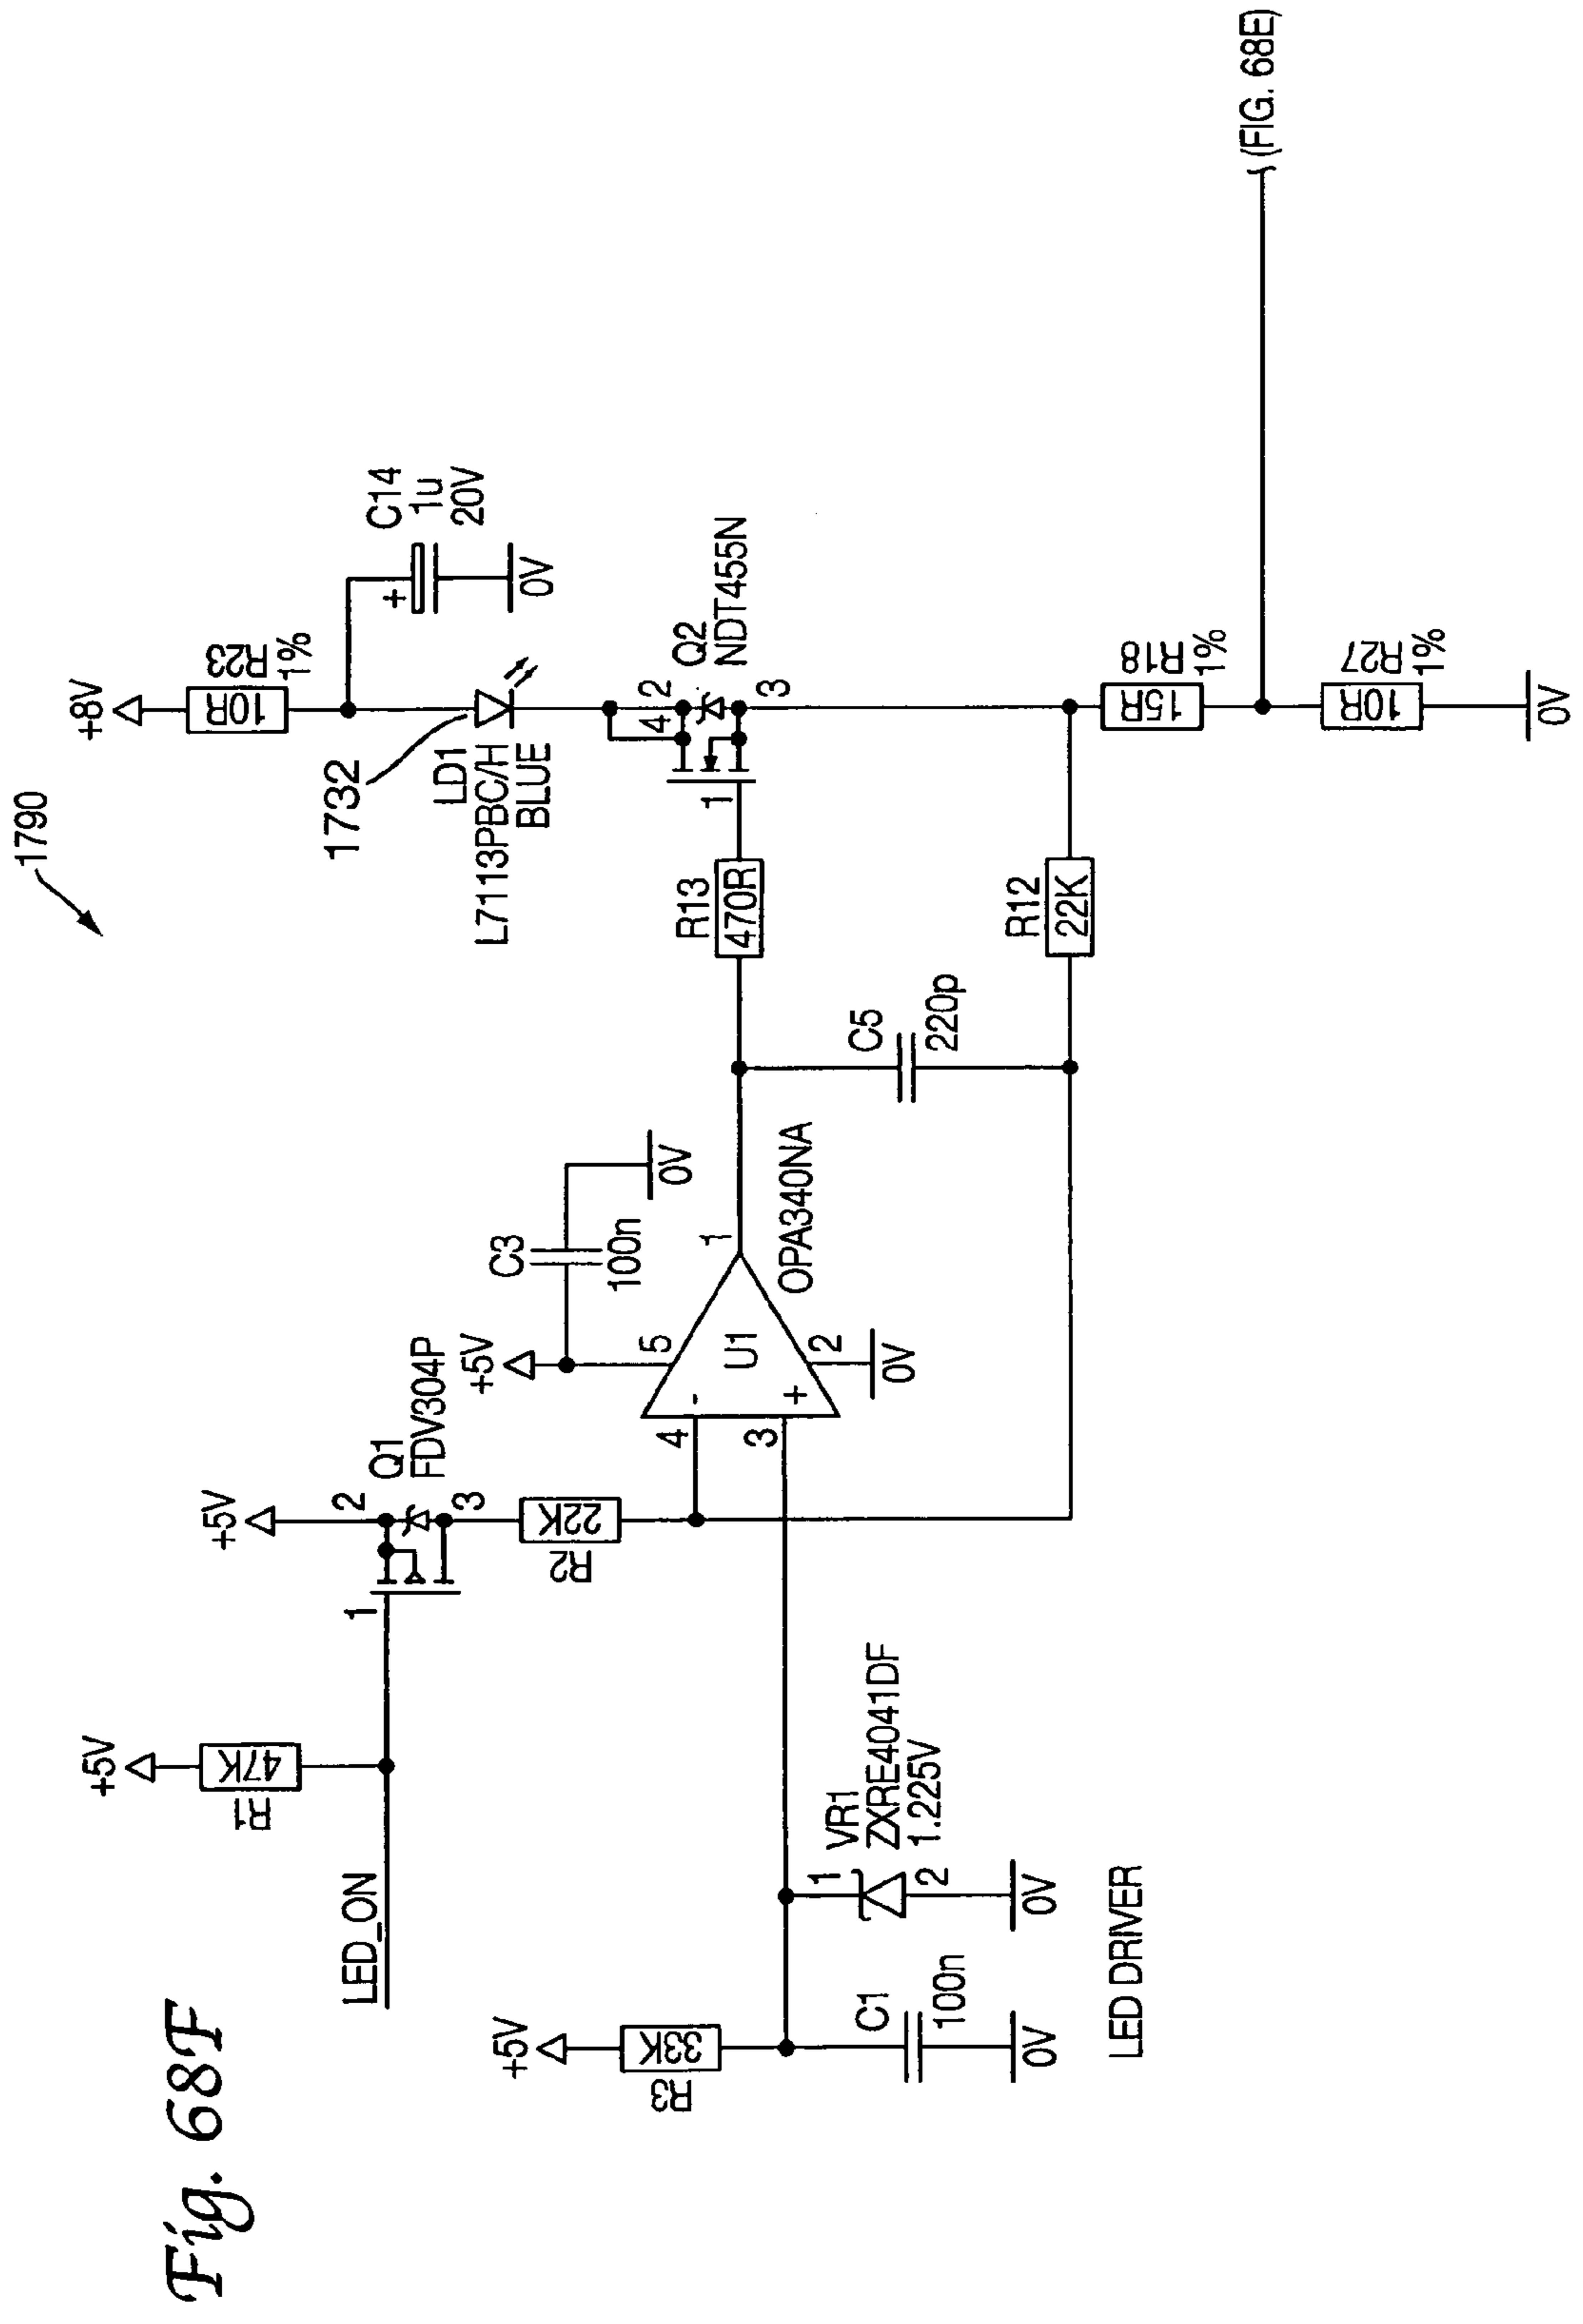 Fig. 68F
1790
LED_ON
+5V
47K
R1
+5V
2
Q1
FDV304P
1
3
22K
R2
+5V
C3
100n
0V
5
4
3
U1
-
+
1
2
0V
OPA340NA
+5V
33K
R3
C1
100n
0V
1
VR1
ZXRE4041DF
1.225V
2
0V
LED DRIVER
C5
220p
R13
470R
R12
22K
+8V
10R
R23
1%
C14
1u
20V
+
0V
1732
LD1
L7113PBC/H
BLUE
2
4
1
3
Q2
NDT455N
15R
R18
1%
10R
R27
1%
0V
(FIG. 68E)